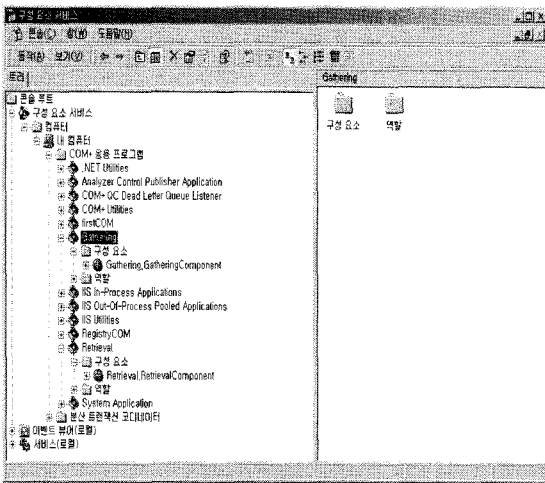 구성 요소 서비스
콘솔(C) 창(W) 도움말(H)
동작(A) 보기(V)
트리
Gathering
콘솔 루트
구성 요소 서비스
컴퓨터
내 컴퓨터
COM+ 응용 프로그램
.NET Utilities
Analyzer Control Publisher Application
COM+ QC Dead Letter Queue Listener
COM+ Utilities
firstCOM
Gathering
구성 요소
Gathering.GatheringComponent
역할
IIS In-Process Applications
IIS Out-Of-Process Pooled Applications
IIS Utilities
RegistryCOM
Retrieval
구성 요소
Retrieval.RetrievalComponent
역할
System Application
분산 트랜잭션 코디네이터
이벤트 뷰어(로컬)
서비스(로컬)
구성 요소
역할